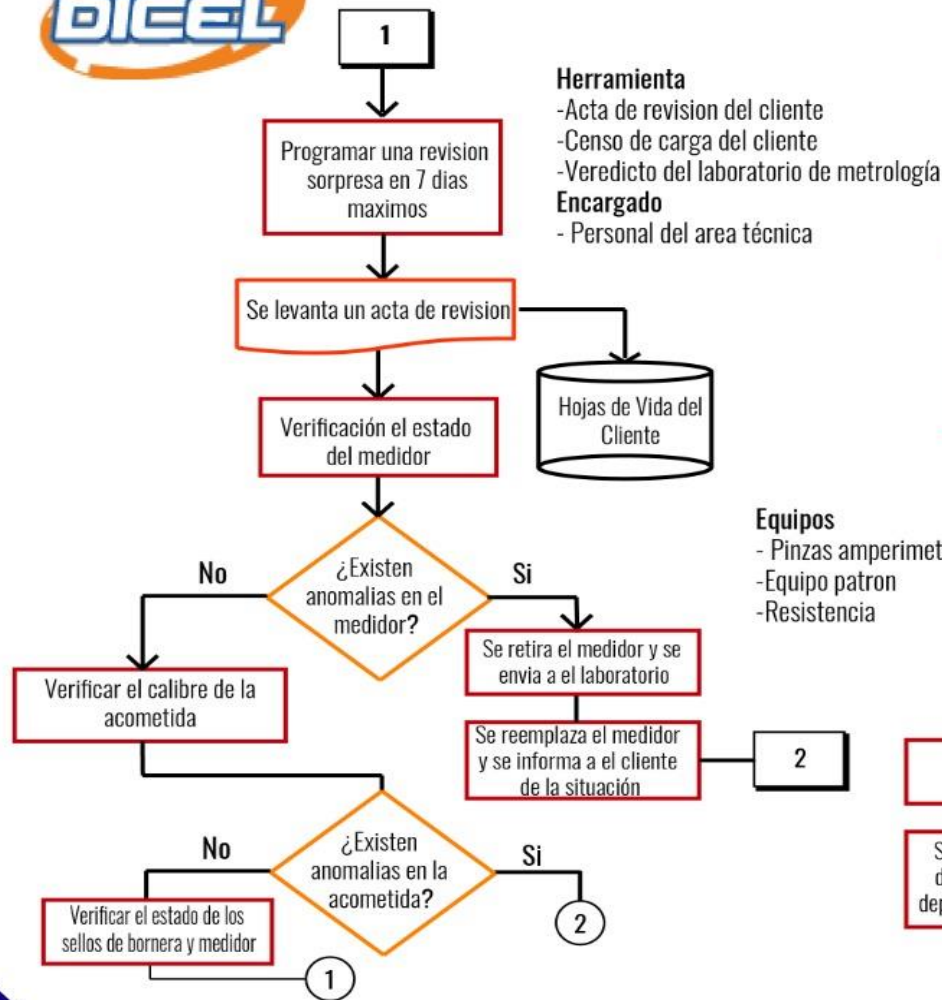 DICEL
1
Herramienta
-Acta de revision del cliente
-Censo de carga del cliente
-Veredicto del laboratorio de metrología
Encargado
- Personal del area técnica
Programar una revision
sorpresa en 7 dias
maximos
Se levanta un acta de revision
Hojas de Vida del
Cliente
Verificación el estado
del medidor
Equipos
- Pinzas
-Equipo patron
-Resistencia
¿Existen
anomalias en el
medidor?
No
Si
Verificar el calibre de la
acometida
Se retira el medidor y se
envia a el laboratorio
Se reemplaza el medidor
y se informa a el cliente
de la situación
2
¿Existen
anomalias en la
acometida?
No
Si
Verificar el estado de los
sellos de bornera y medidor
2
1